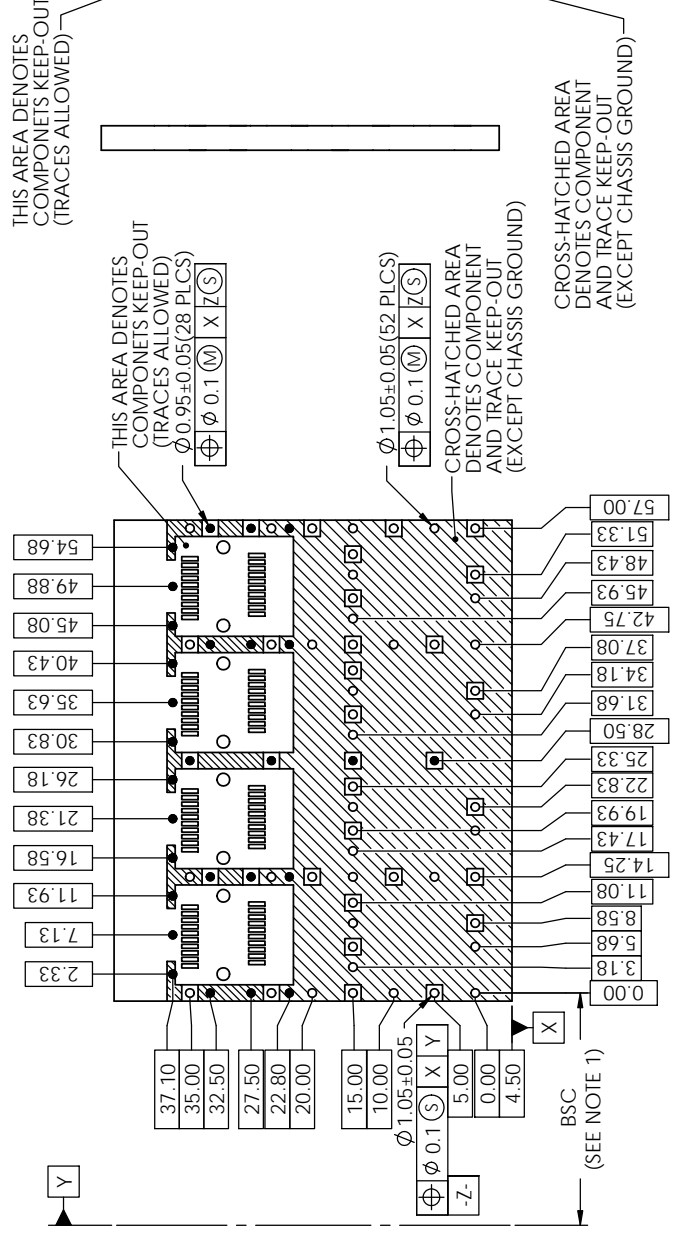 THIS AREA DENOTES
COMPONETS KEEP-OUT
(TRACES ALLOWED)
CROSS-HATCHED AREA
DENOTES COMPONENT
AND TRACE KEEP-OUT
(EXCEPT CHASSIS GROUND)
THIS AREA DENOTES
COMPONETS KEEP-OUT
(TRACES ALLOWED)
⌀0.95±0.05(28 PLCS)
⌖ ⌀ 0.1 Ⓜ X ZⓈ
⌀1.05±0.05(52 PLCS)
⌖ ⌀ 0.1 Ⓜ X ZⓈ
CROSS-HATCHED AREA
DENOTES COMPONENT
AND TRACE KEEP-OUT
(EXCEPT CHASSIS GROUND)
2.33
7.13
11.93
16.58
21.38
26.18
30.83
35.63
40.43
45.08
49.88
54.68
37.10
35.00
32.50
27.50
22.80
20.00
15.00
10.00
⌀1.05±0.05
⌖ ⌀ 0.1 Ⓢ X Y
-Z-
5.00
0.00
4.50
X
Y
BSC
(SEE NOTE 1)
0.00
3.18
5.68
8.58
11.08
14.25
17.43
19.93
22.83
25.33
28.50
31.68
34.18
37.08
42.75
45.93
48.43
51.33
57.00